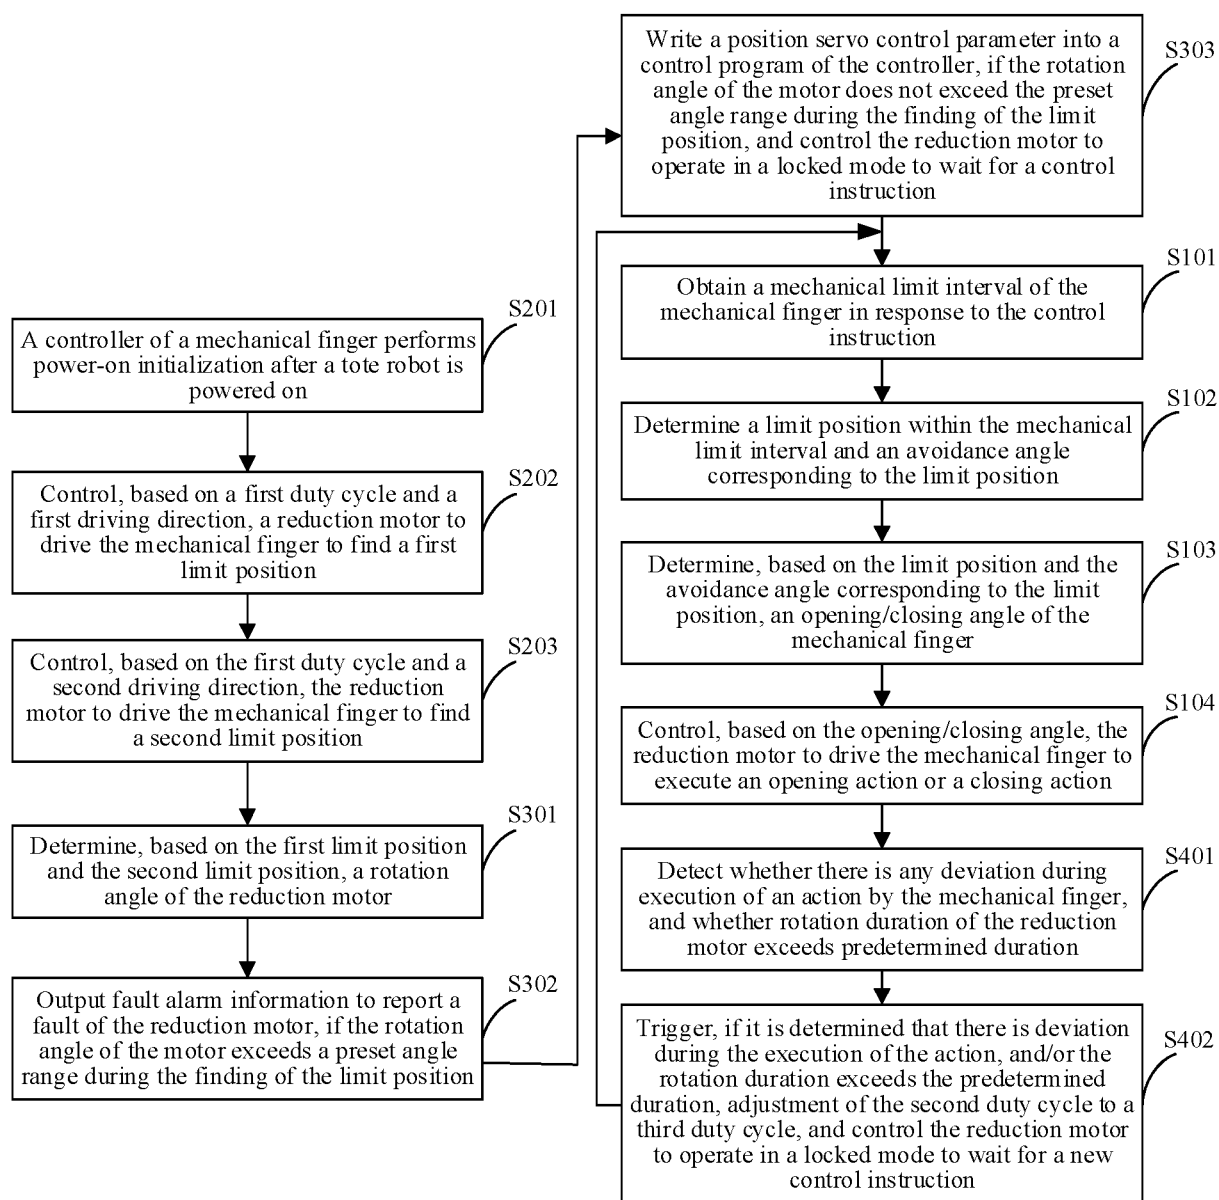 S201
A controller of a mechanical finger performs
power-on initialization after a tote robot is
powered on
S202
Control, based on a first duty cycle and a
first driving direction, a reduction motor to
drive the mechanical finger to find a first
limit position
S203
Control, based on the first duty cycle and a
second driving direction, the reduction
motor to drive the mechanical finger to find
a second limit position
S301
Determine, based on the first limit position
and the second limit position, a rotation
angle of the reduction motor
S302
Output fault alarm information to report a
fault of the reduction motor, if the rotation
angle of the motor exceeds a preset angle
range during the finding of the limit position
S303
Write a position servo control parameter into a
control program of the controller, if the rotation
angle of the motor does not exceed the preset
angle range during the finding of the limit
position, and control the reduction motor to
operate in a locked mode to wait for a control
instruction
S101
Obtain a mechanical limit interval of the
mechanical finger in response to the control
instruction
S102
Determine a limit position within the mechanical
limit interval and an avoidance angle
corresponding to the limit position
S103
Determine, based on the limit position and the
avoidance angle corresponding to the limit
position, an opening/closing angle of the
mechanical finger
S104
Control, based on the opening/closing angle, the
reduction motor to drive the mechanical finger to
execute an opening action or a closing action
S401
Detect whether there is any deviation during
execution of an action by the mechanical finger,
and whether rotation duration of the reduction
motor exceeds predetermined duration
S402
Trigger, if it is determined that there is deviation
during the execution of the action, and/or the
rotation duration exceeds the predetermined
duration, adjustment of the second duty cycle to a
third duty cycle, and control the reduction motor
to operate in a locked mode to wait for a new
control instruction